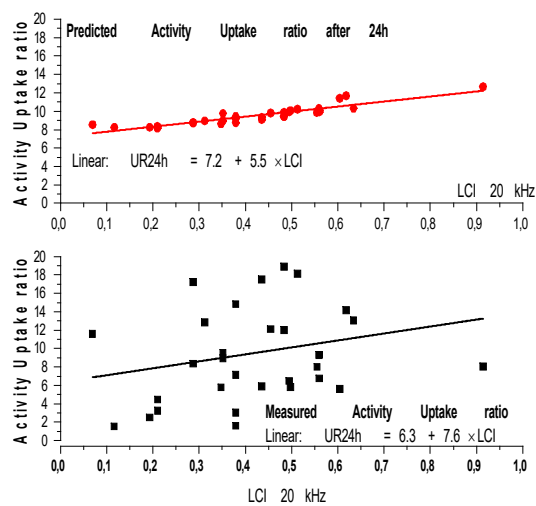 Predicted Activity Uptake ratio after 24h
Activity Uptake ratio
20
18
16
14
12
10
8
6
4
2
0
Linear: UR24h = 7.2 + 5.5 ×LCI
LCI 20 kHz
0,0 0,1 0,2 0,3 0,4 0,5 0,6 0,7 0,8 0,9 1,0
Activity Uptake ratio
20
18
16
14
12
10
8
6
4
2
0
Measured Activity Uptake ratio
Linear: UR24h = 6.3 + 7.6 ×LCI
0,0 0,1 0,2 0,3 0,4 0,5 0,6 0,7 0,8 0,9 1,0
LCI 20 kHz